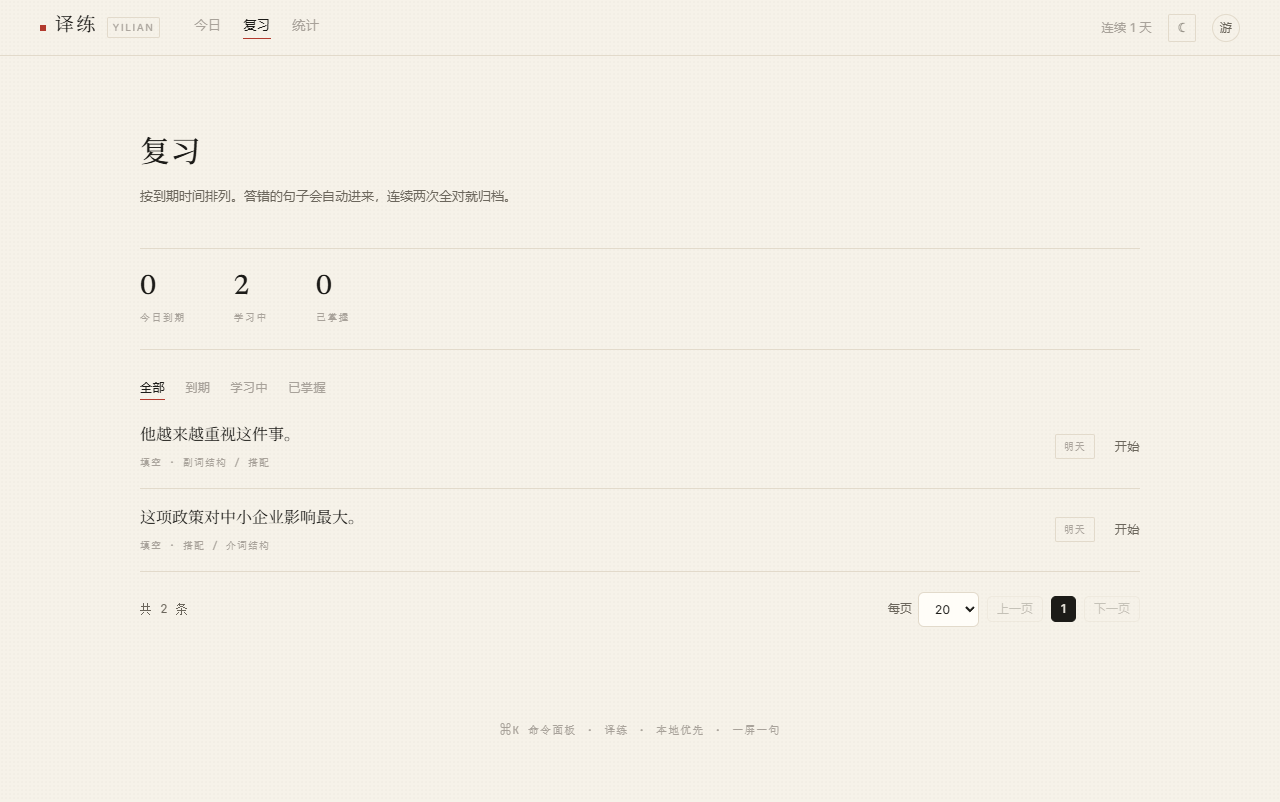 译练 YILIAN 今日 复习 统计 连续 1 天 ☾ 游
复习
按到期时间排列。答错的句子会自动进来，连续两次全对就归档。
0 2 0
今日到期 学习中 已掌握
全部 到期 学习中 已掌握
他越来越重视这件事。
填空 · 副词结构 / 搭配
明天 开始
这项政策对中小企业影响最大。
填空 · 搭配 / 介词结构
明天 开始
共 2 条 每页 20 上一页 1 下一页
⌘K 命令面板 · 译练 · 本地优先 · 一屏一句